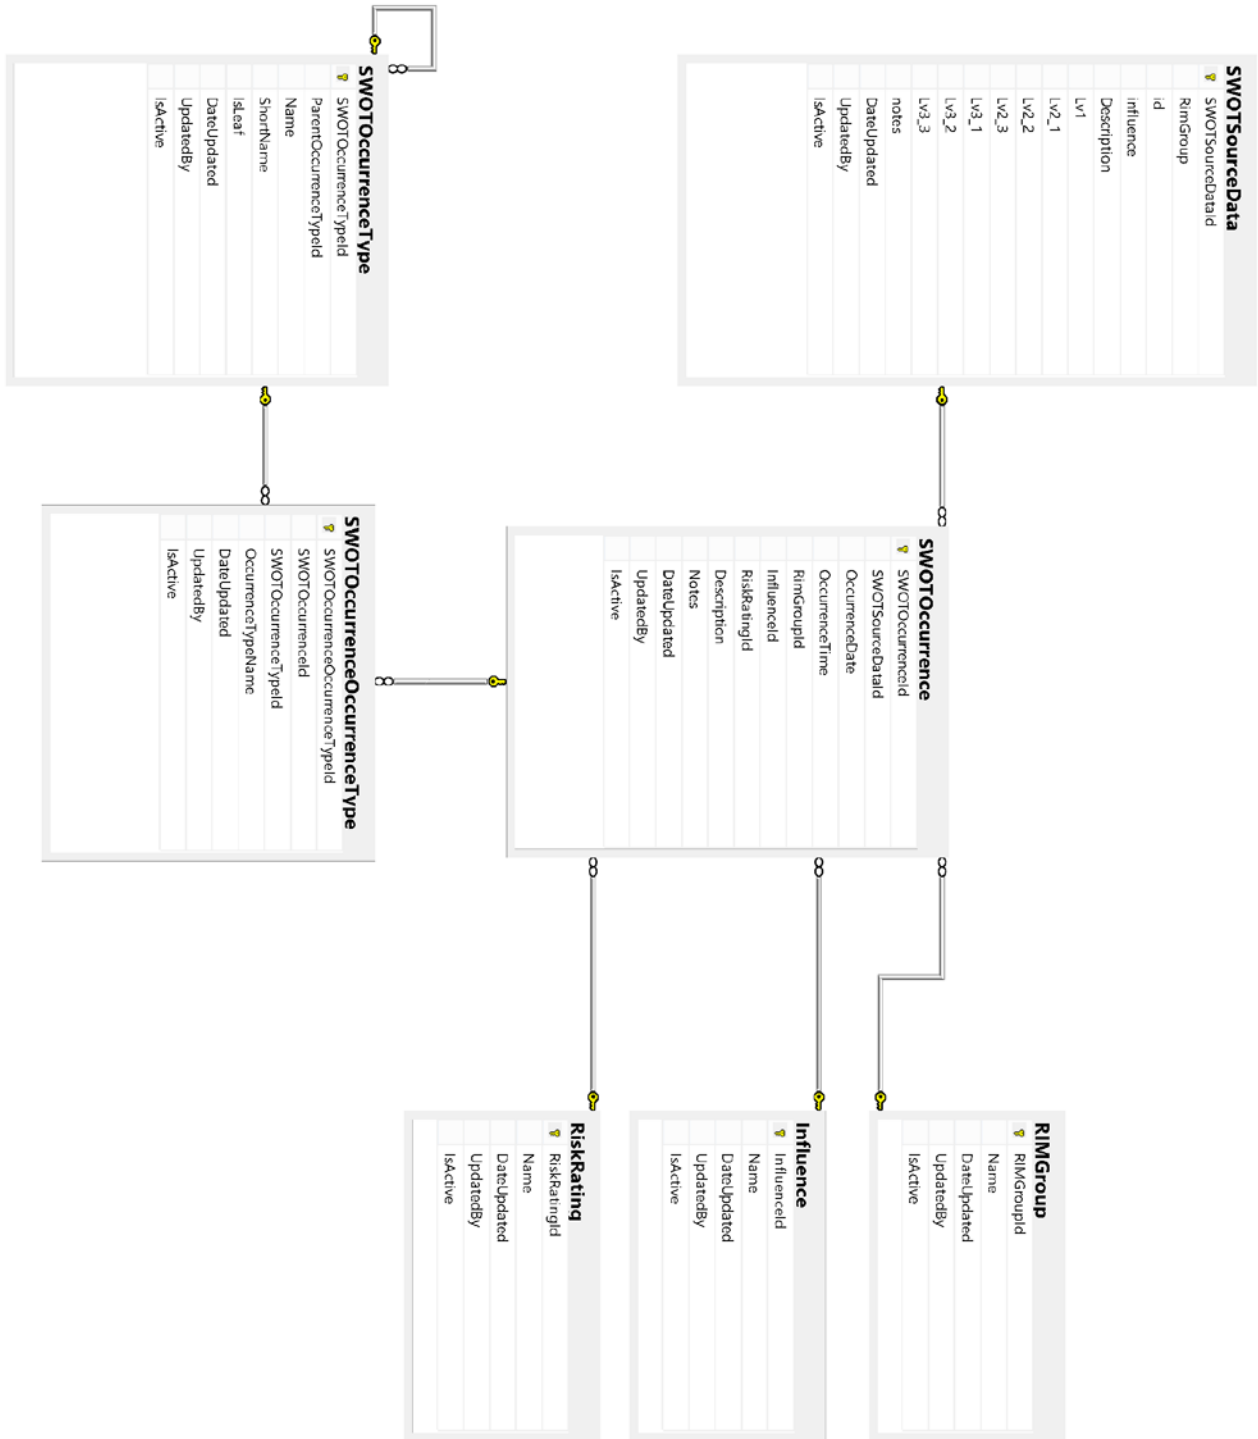 SWOTSourceData
SWOTSourceDataId
RimGroup
id
influence
Description
Lv1
Lv2_1
Lv2_2
Lv2_3
Lv3_1
Lv3_2
Lv3_3
notes
DateUpdated
UpdatedBy
IsActive
SWOTOccurrence
SWOTOccurrenceId
SWOTSourceDataId
OccurrenceDate
OccurrenceTime
RimGroupId
InfluenceId
RiskRatingId
Description
Notes
DateUpdated
UpdatedBy
IsActive
RIMGroup
RIMGroupId
Name
DateUpdated
UpdatedBy
IsActive
Influence
InfluenceId
Name
DateUpdated
UpdatedBy
IsActive
RiskRating
RiskRatingId
Name
DateUpdated
UpdatedBy
IsActive
SWOTOccurrenceType
SWOTOccurrenceTypeId
ParentOccurrenceTypeId
Name
ShortName
IsLeaf
DateUpdated
UpdatedBy
IsActive
SWOTOccurrenceOccurrenceType
SWOTOccurrenceOccurrenceTypeId
SWOTOccurrenceId
SWOTOccurrenceTypeId
OccurrenceTypeName
DateUpdated
UpdatedBy
IsActive